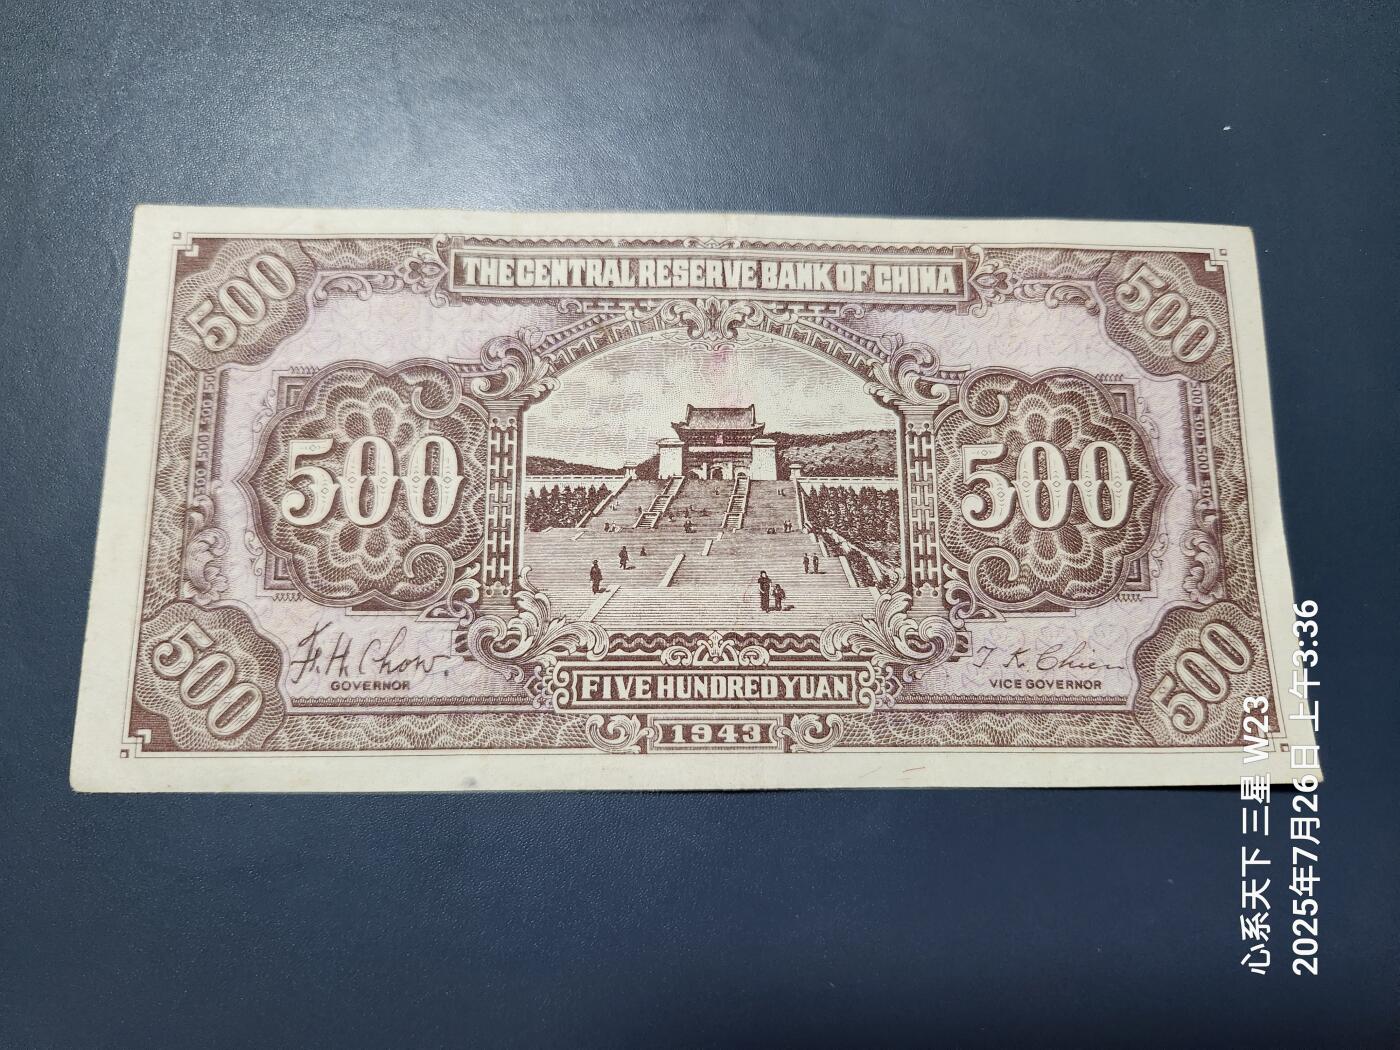 THE CENTRAL RESERVE BANK OF CHINA
500
500
500
500
F. H. Chow.
GOVERNOR
T K. Chien
VICE GOVERNOR
500
500
FIVE HUNDRED YUAN
1943
心系天下 三星 W23
2025年7月26日 上午3:36